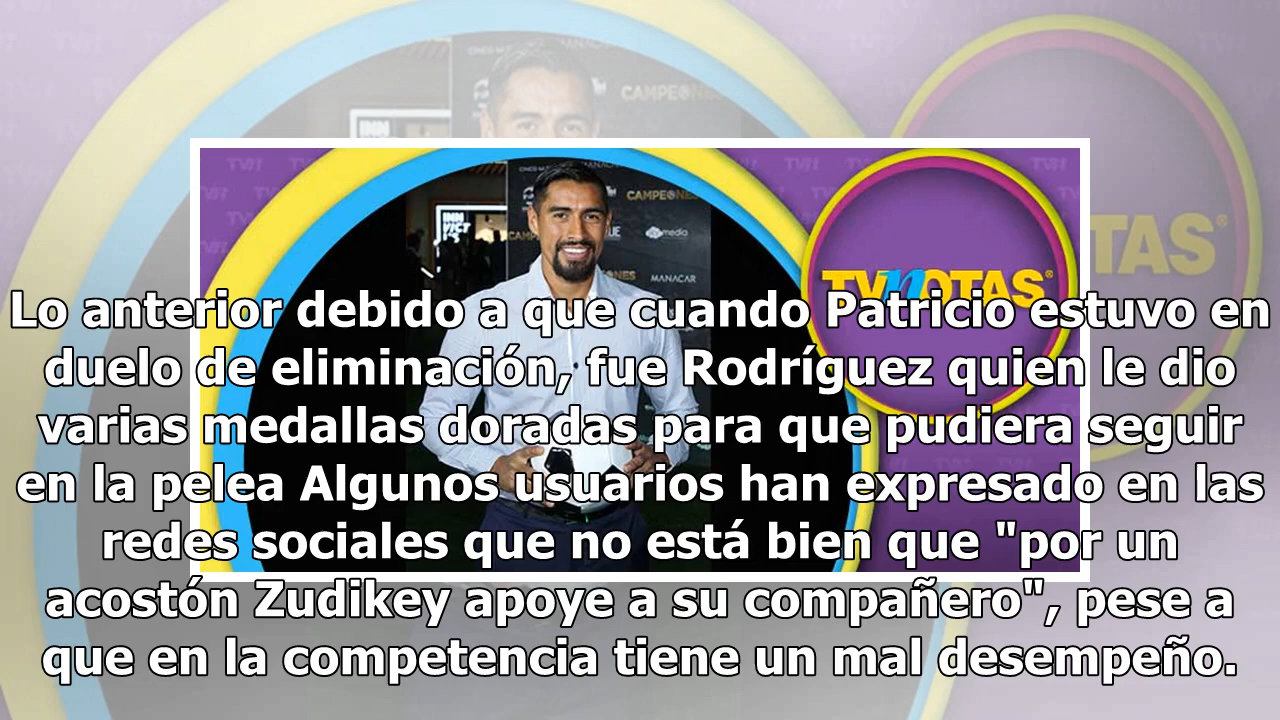 CAMPEONES
INN
MANACAR
TVNOTAS
Lo anterior debido a que cuando Patricio estuvo en
duelo de eliminación, fue Rodríguez quien le dio
varias medallas doradas para que pudiera seguir
en la pelea Algunos usuarios han expresado en las
redes sociales que no está bien que "por un
acostón Zudikey apoye a su compañero", pese a
que en la competencia tiene un mal desempeño.